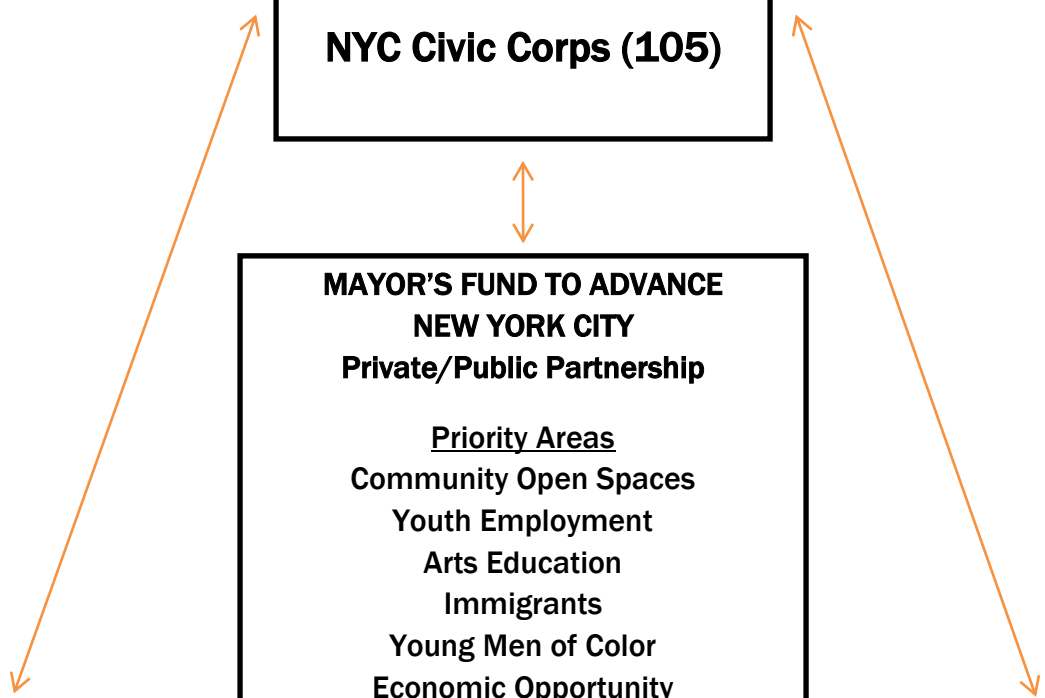 NYC Civic Corps (105)
MAYOR’S FUND TO ADVANCE
NEW YORK CITY
Private/Public Partnership
Priority Areas
Community Open Spaces
Youth Employment
Arts Education
Immigrants
Young Men of Color
Economic Opportunity